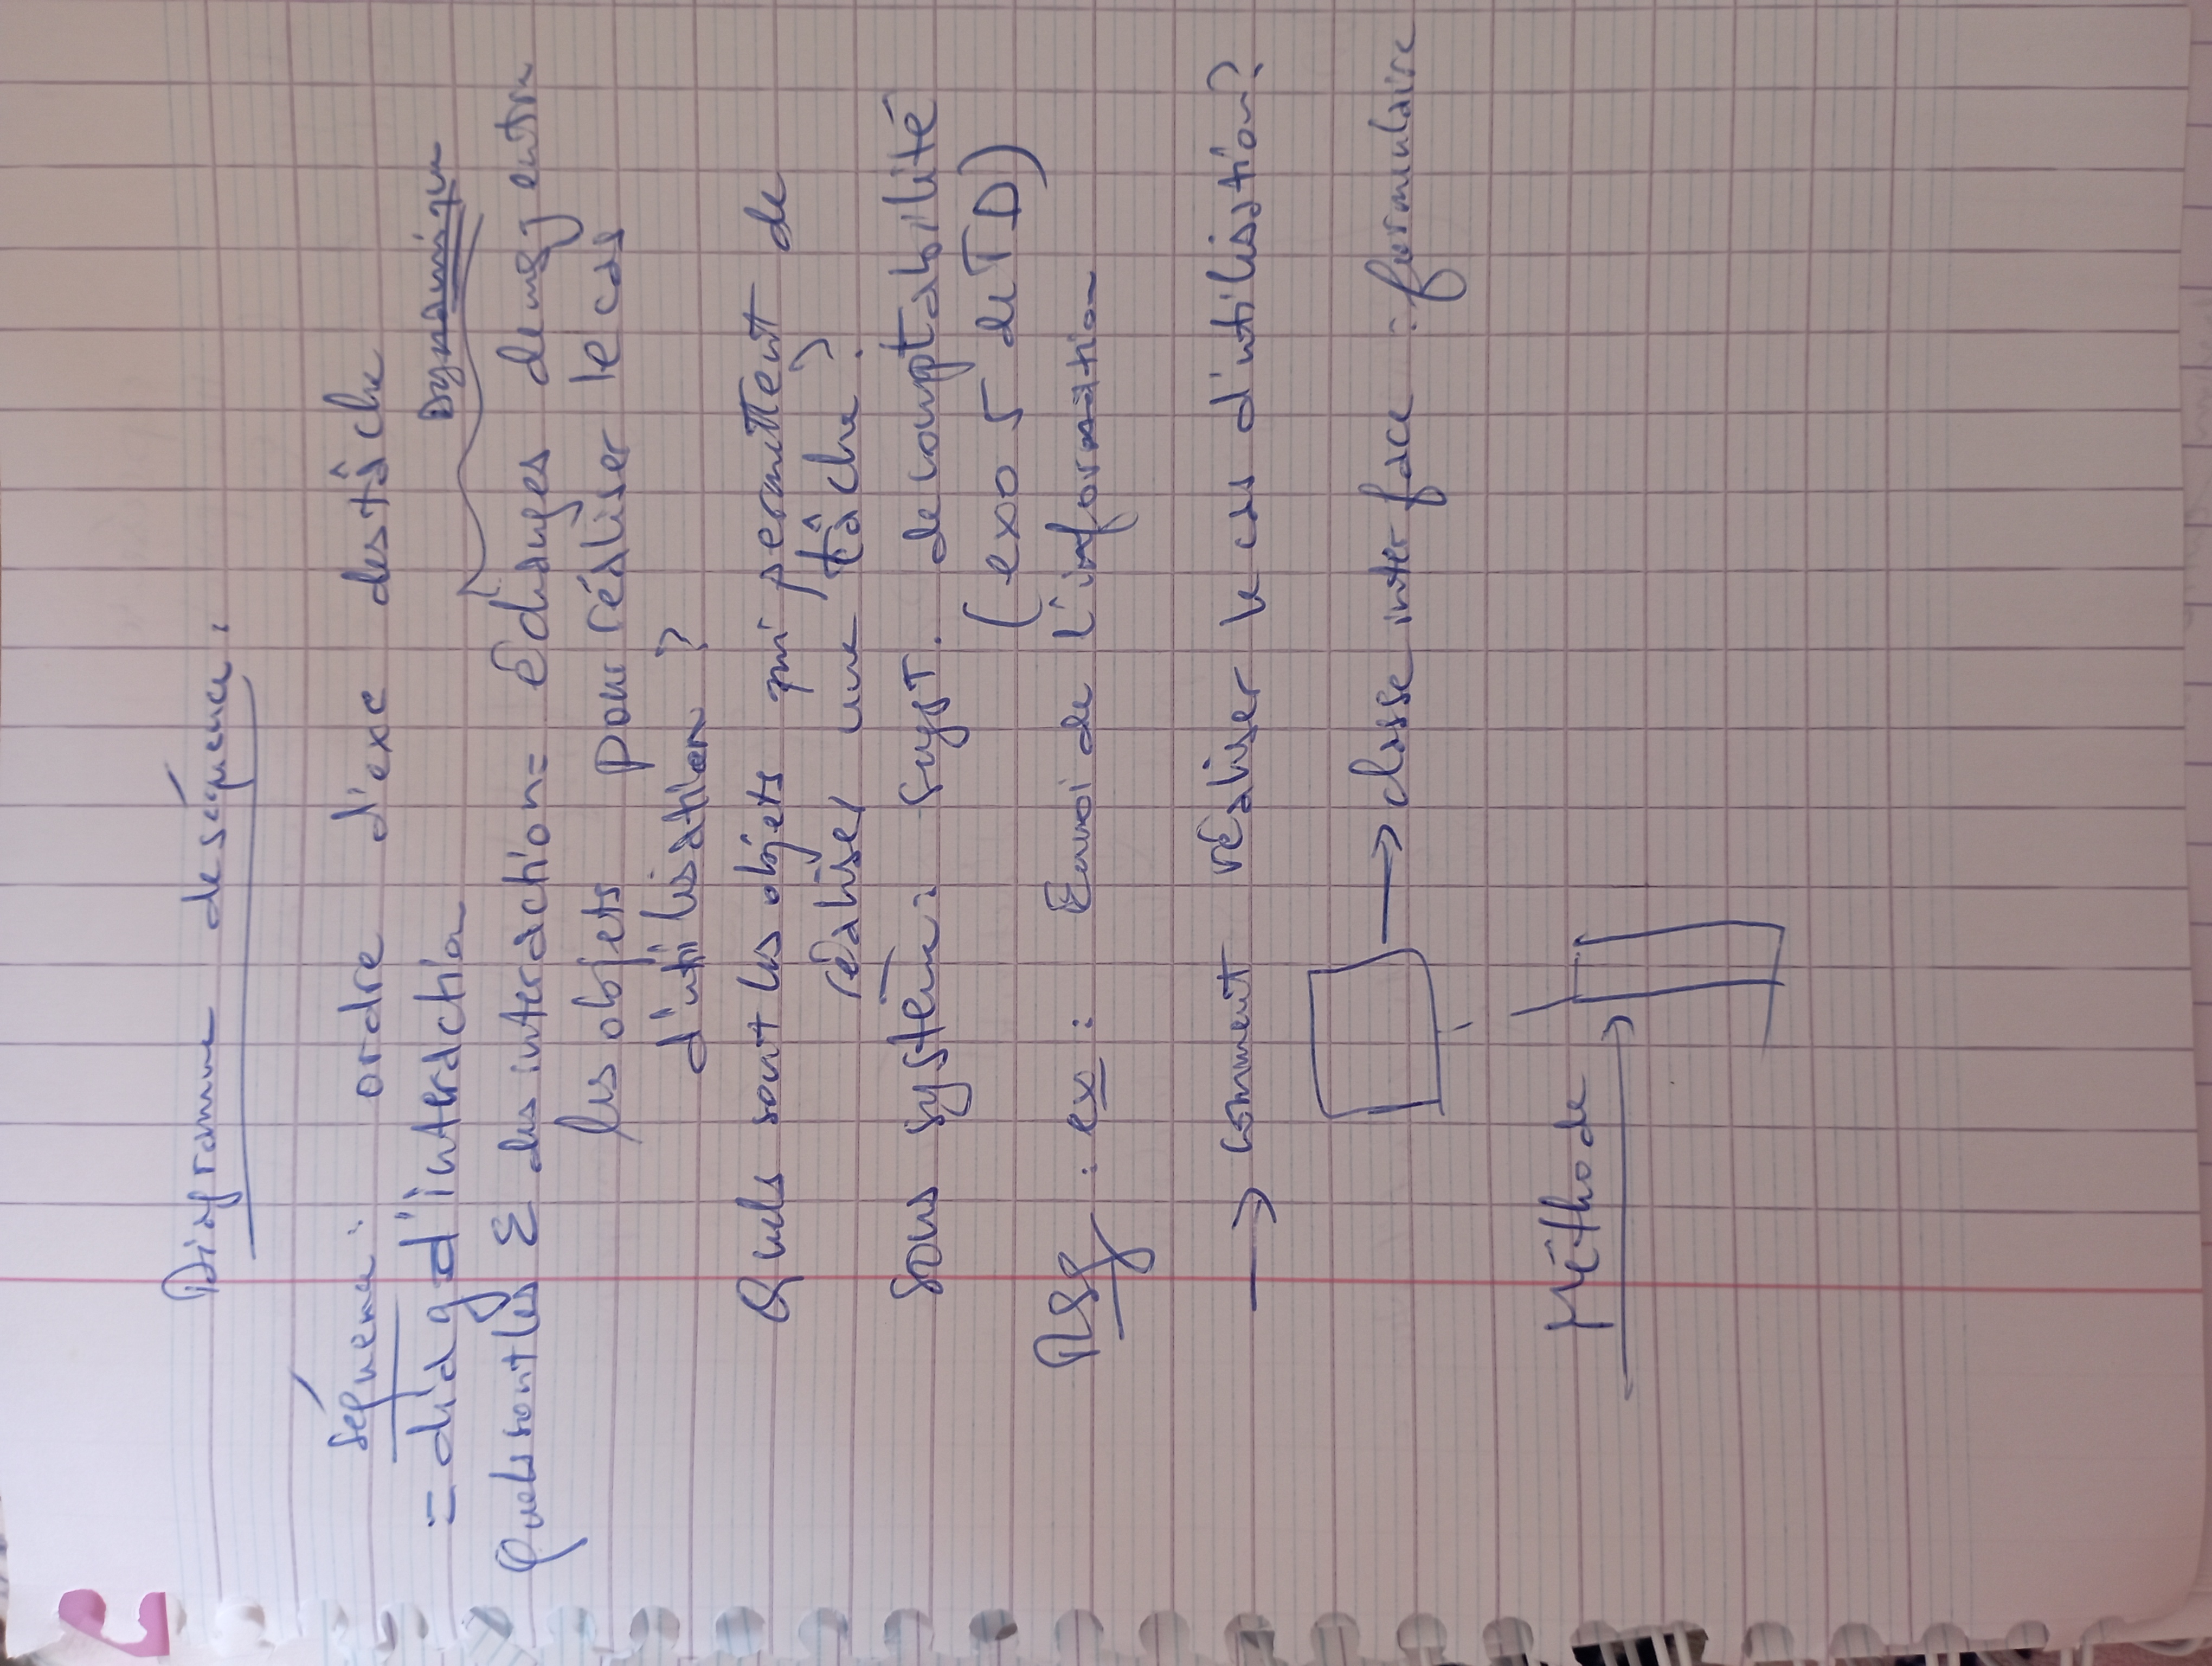 Diagramme de séquence :
séquence : ordre d'exe des tâche
= diag d'interaction
Dynamique
Quels sont les Σ des interaction = Échanges de msg entre
les objets pour réaliser le cas
d'utilisation ?
Quels sont les objets qui permettent de
réaliser une tâche ?
Sous système : syst. de comptabilité
(exo 5 de TD)
Msg : ex : Envoi de l'information
→ comment réaliser le cas d'utilisation ?
→ classe interface : formulaire
Méthode